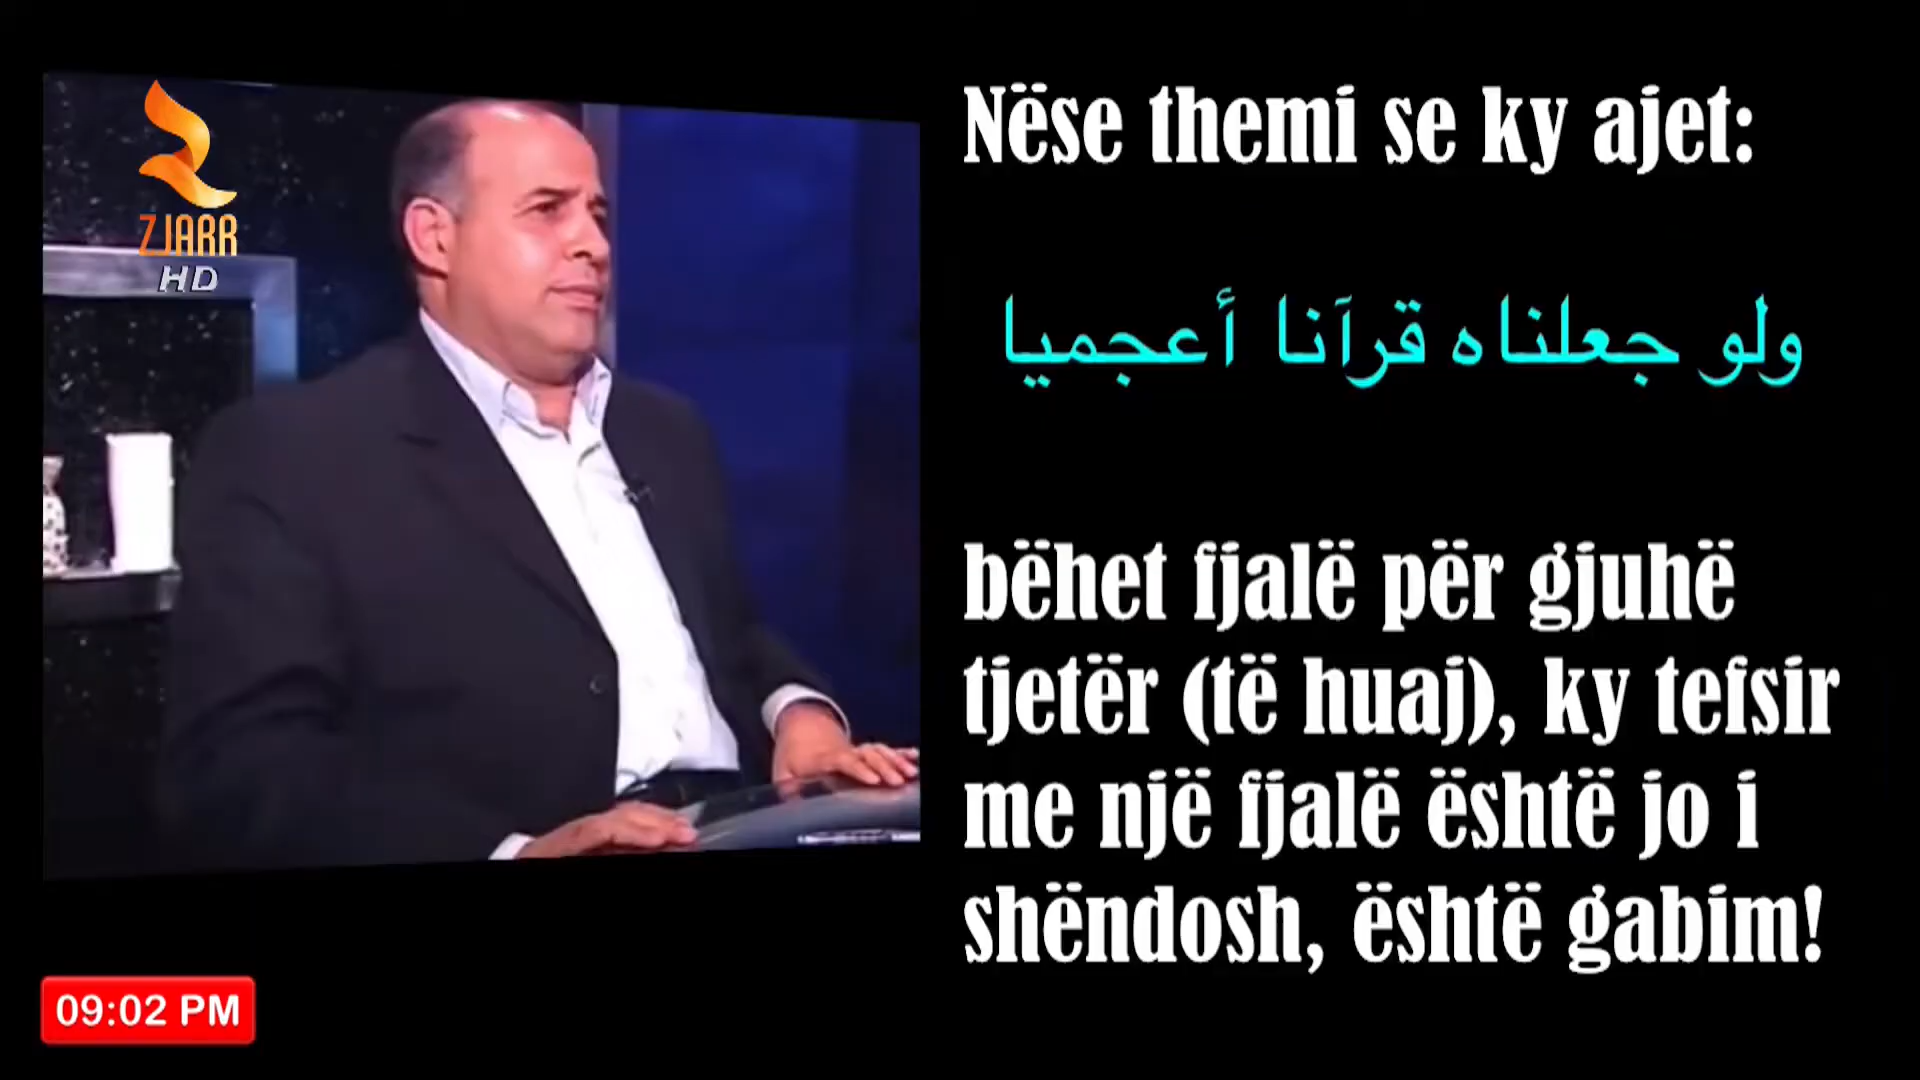 ZJARR
HD
Nëse themi se ky ajet:
ولو جعلناه قرآنا أعجميا
bëhet fjalë për gjuhë
tjetër (të huaj), ky tefsir
me një fjalë është jo i
shëndosh, është gabim!
09:02 PM